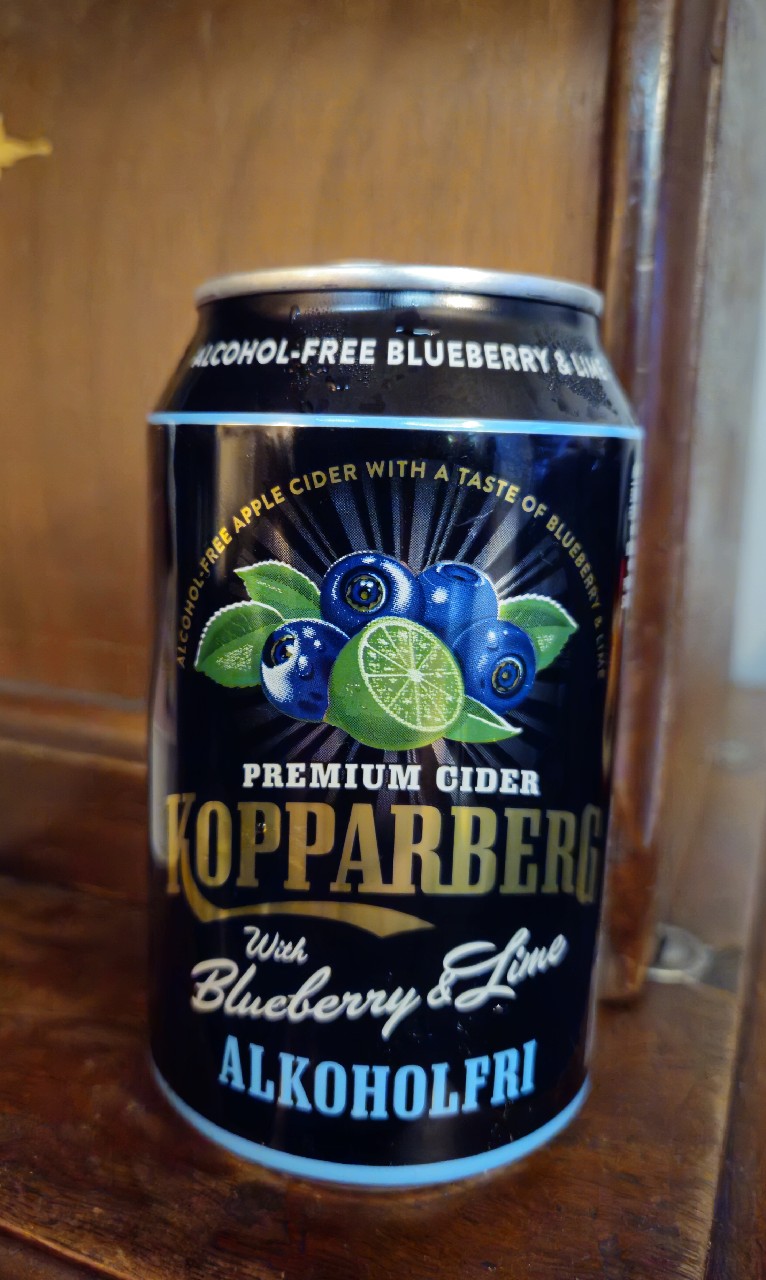 ALCOHOL-FREE BLUEBERRY & LIME
ALCOHOL-FREE APPLE CIDER WITH A TASTE OF BLUEBERRY & LIME
PREMIUM CIDER
KOPPARBERG
With
Blueberry & Lime
ALKOHOLFRI